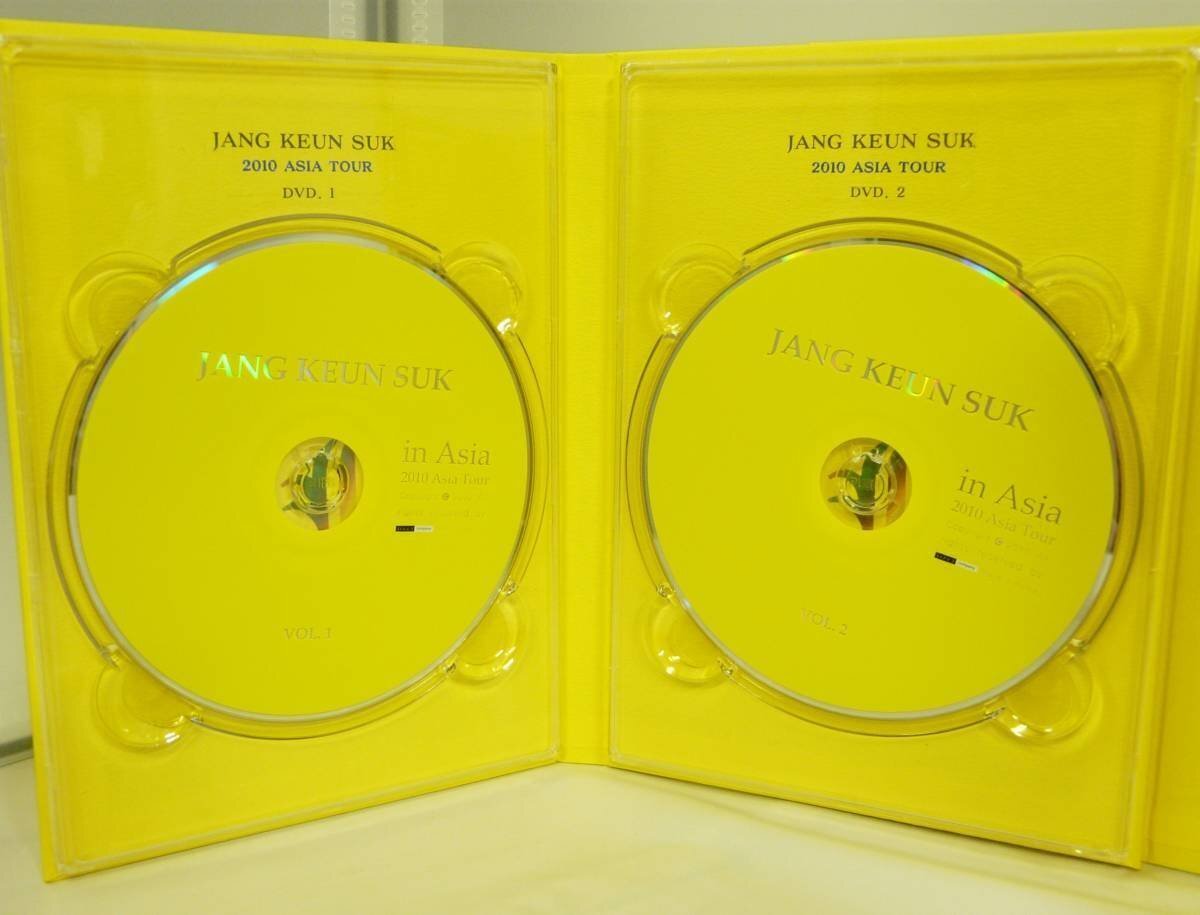 JANG KEUN SUK
2010 ASIA TOUR
DVD. 1
JANG KEUN SUK
in Asia
2010 Asia Tour
VOL. 1
JANG KEUN SUK
2010 ASIA TOUR
DVD. 2
JANG KEUN SUK
in Asia
2010 Asia Tour
company
VOL. 2